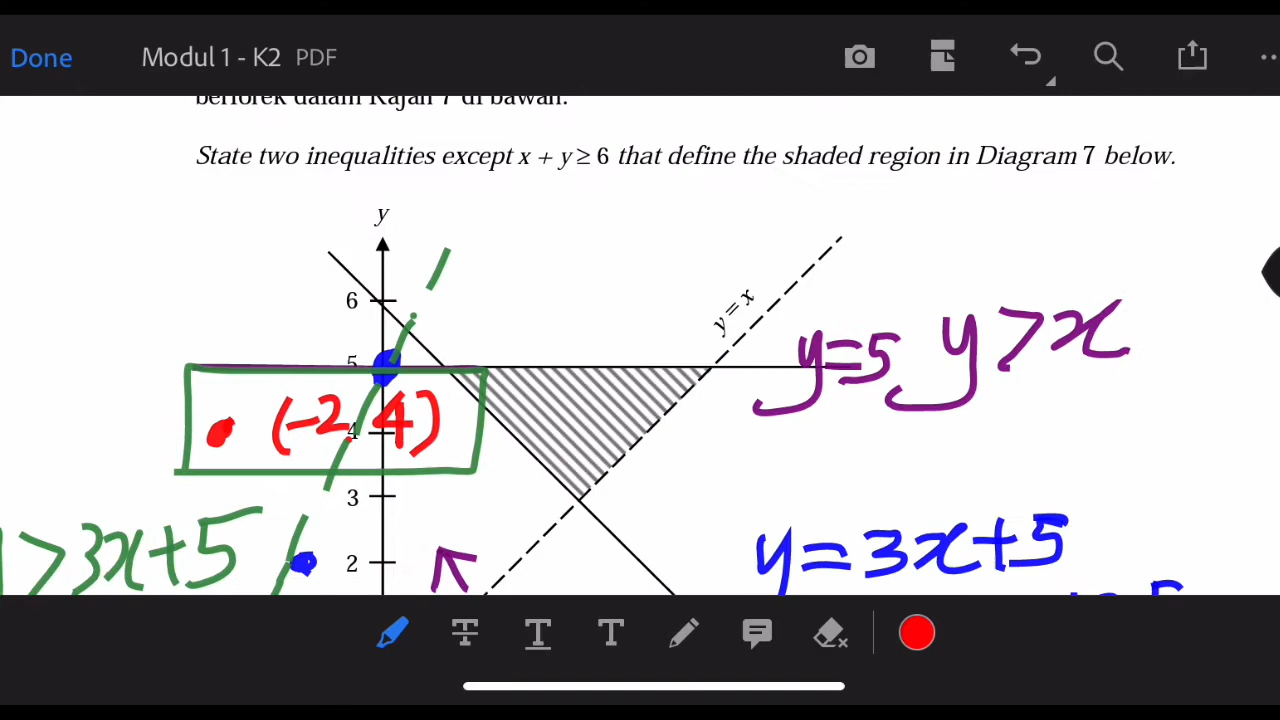 Done Modul 1 - K2 PDF
State two inequalities except x + y ≥ 6 that define the shaded region in Diagram 7 below.
y
6
y = x
y=5 y>x
5
(-2,4)
4
3
>3x+5
y=3x+5
2